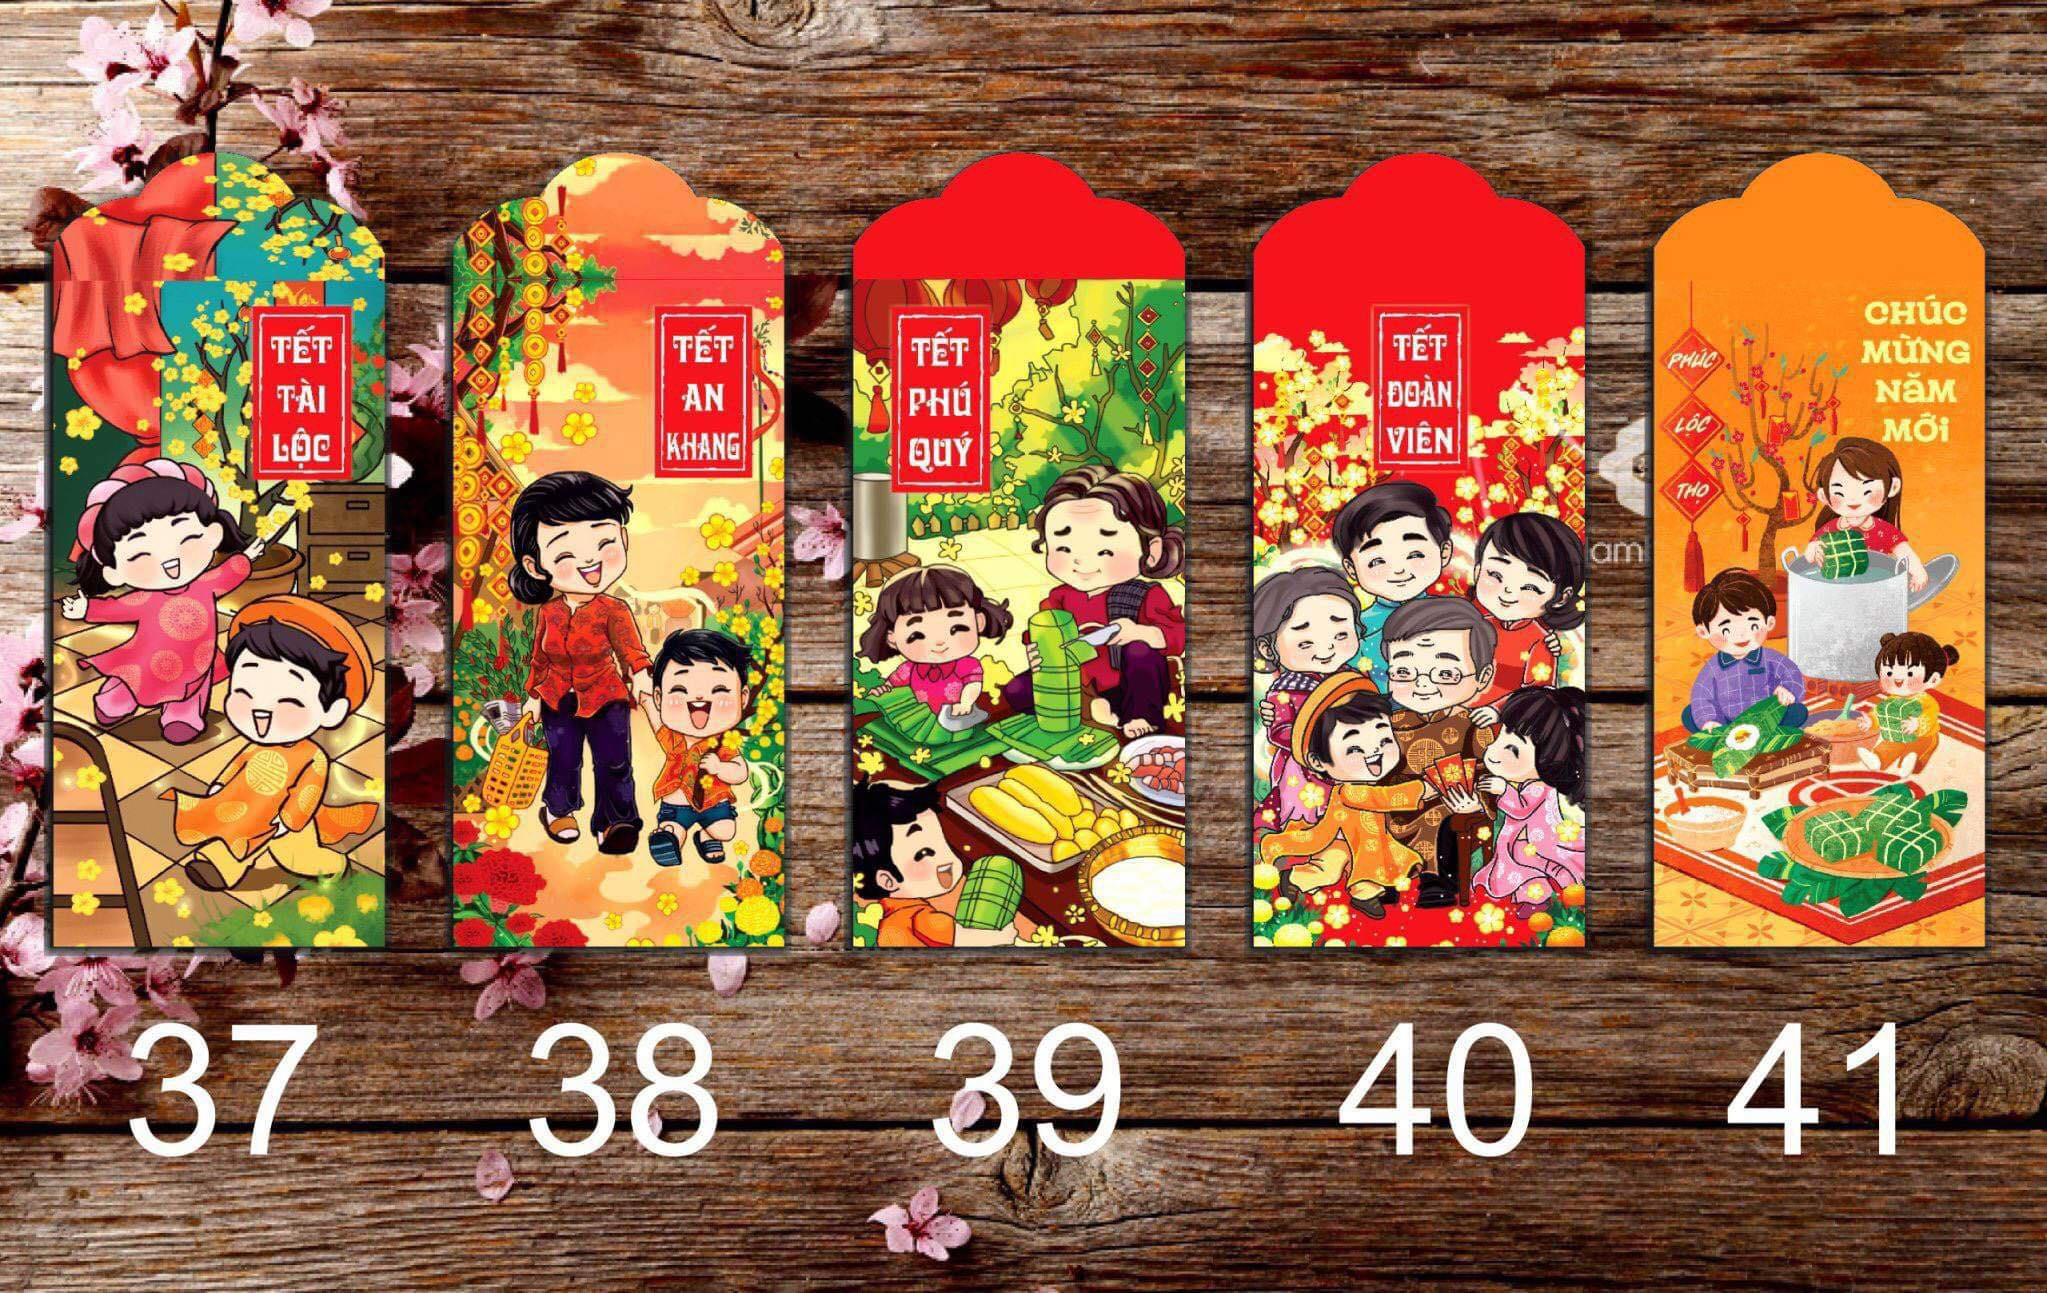 TẾT
TÀI
LỘC
TẾT
AN
KHANG
TẾT
PHÚ
QUÝ
TẾT
ĐOÀN
VIÊN
CHÚC
MỪNG
NĂM
MỚI
PHÚC
LỘC
THỌ
am
37
38
39
40
41